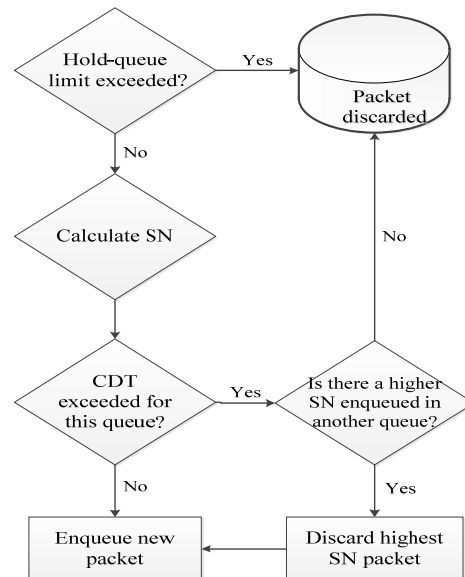 Hold-queue
limit exceeded?
Yes
Packet
discarded
No
Calculate SN
No
CDT
exceeded for
this queue?
Yes
Is there a higher
SN enqueued in
another queue?
No
Yes
Enqueue new
packet
Discard highest
SN packet